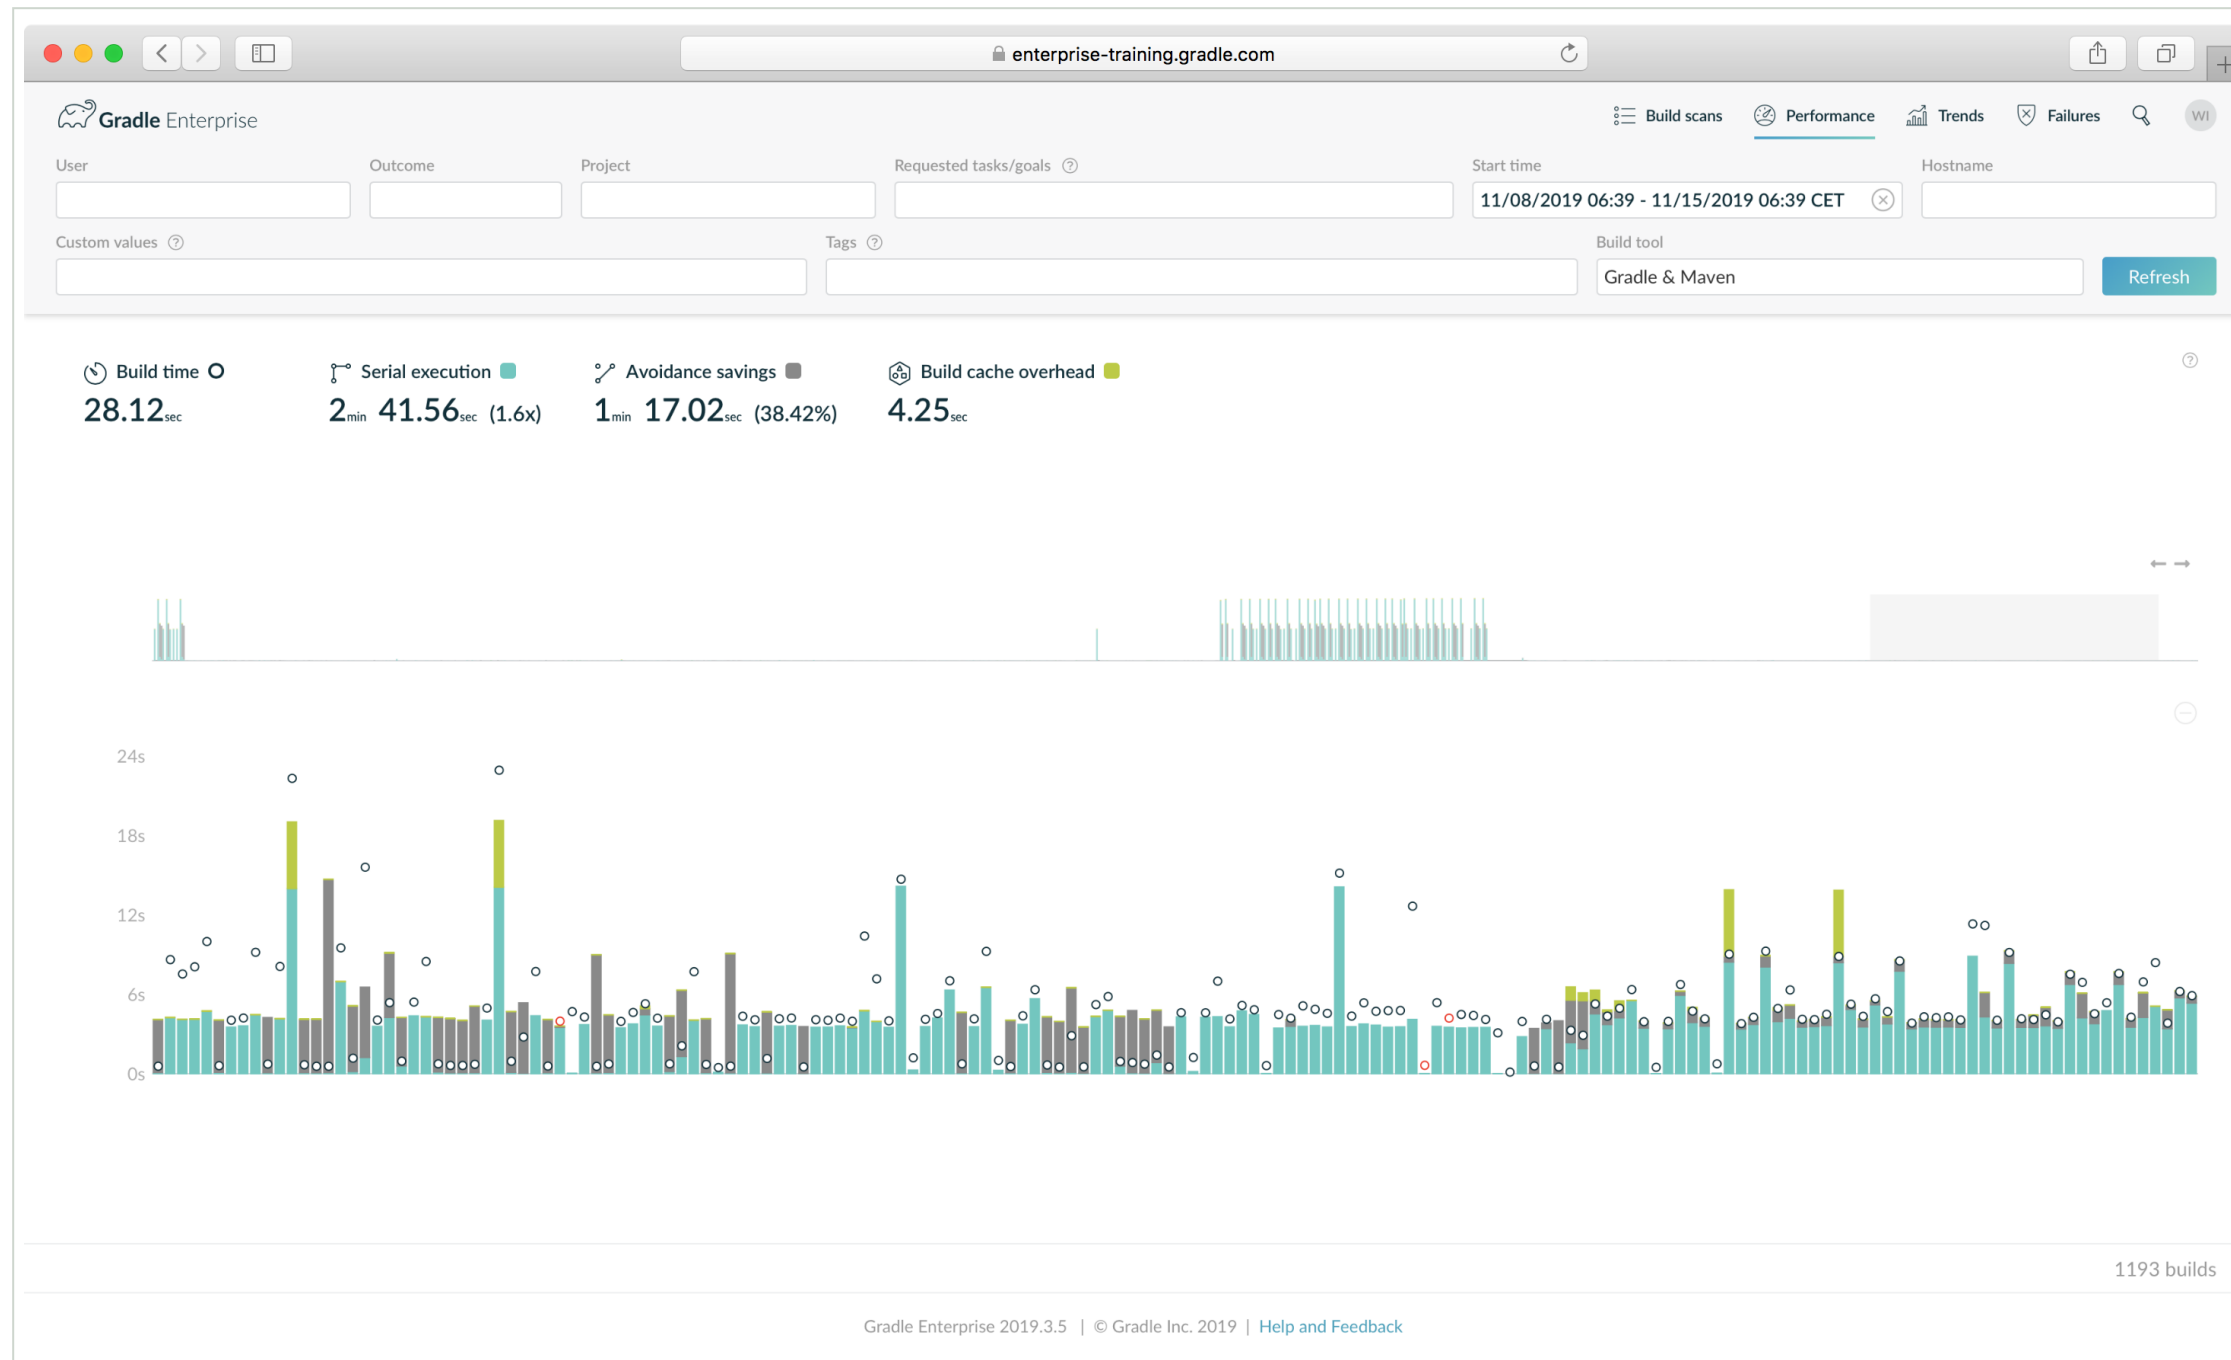 enterprise-training.gradle.com
Gradle Enterprise
Build scans Performance Trends Failures WI
User Outcome Project Requested tasks/goals ? Start time Hostname
11/08/2019 06:39 - 11/15/2019 06:39 CET
Custom values ? Tags ? Build tool
Gradle & Maven Refresh
Build time Serial execution Avoidance savings Build cache overhead ?
28.12sec 2min 41.56sec (1.6x) 1min 17.02sec (38.42%) 4.25sec
24s
18s
12s
6s
0s
1193 builds
Gradle Enterprise 2019.3.5 | © Gradle Inc. 2019 | Help and Feedback